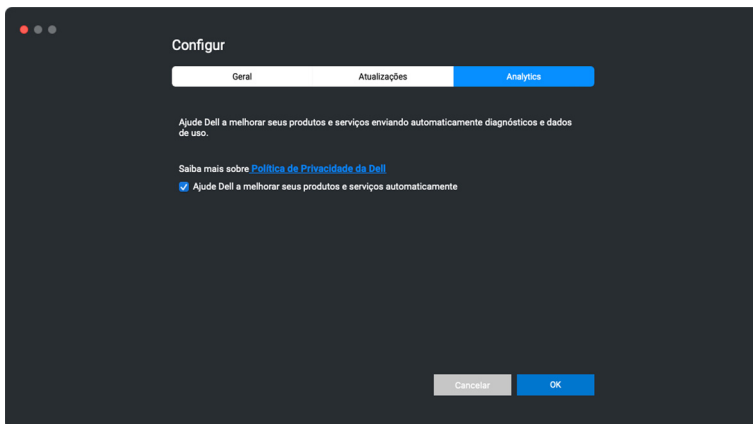 Configur
Geral
Atualizações
Analytics
Ajude Dell a melhorar seus produtos e serviços enviando automaticamente diagnósticos e dados
de uso.
Saiba mais sobre Política de Privacidade da Dell
Ajude Dell a melhorar seus produtos e serviços automaticamente
Cancelar
OK